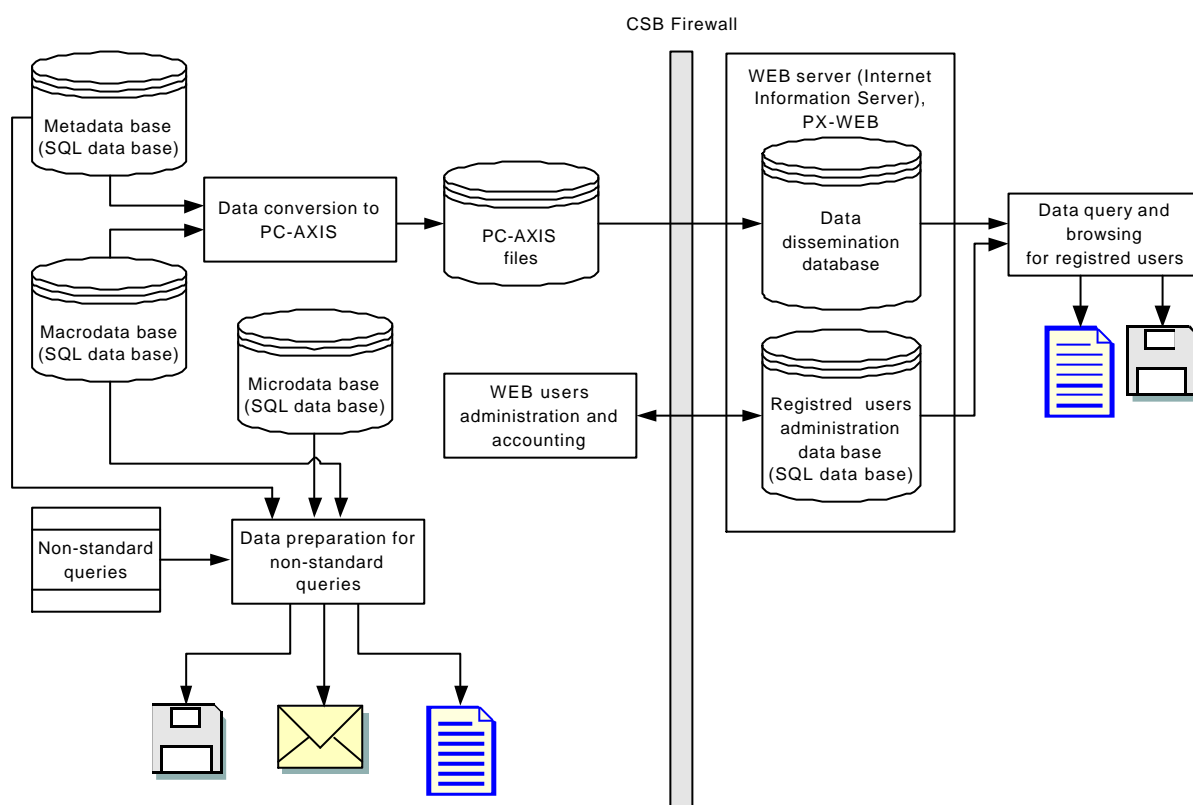 CSB Firewall
WEB server (Internet
Information Server),
PX-WEB
Metadata base
(SQL data base)
Data conversion to
PC-AXIS
PC-AXIS
files
Data
dissemination
database
Data query and
browsing
for registred users
Macrodata base
(SQL data base)
Microdata base
(SQL data base)
WEB users
administration and
accounting
Registred users
administration
data base
(SQL data base)
Non-standard
queries
Data preparation for
non-standard
queries